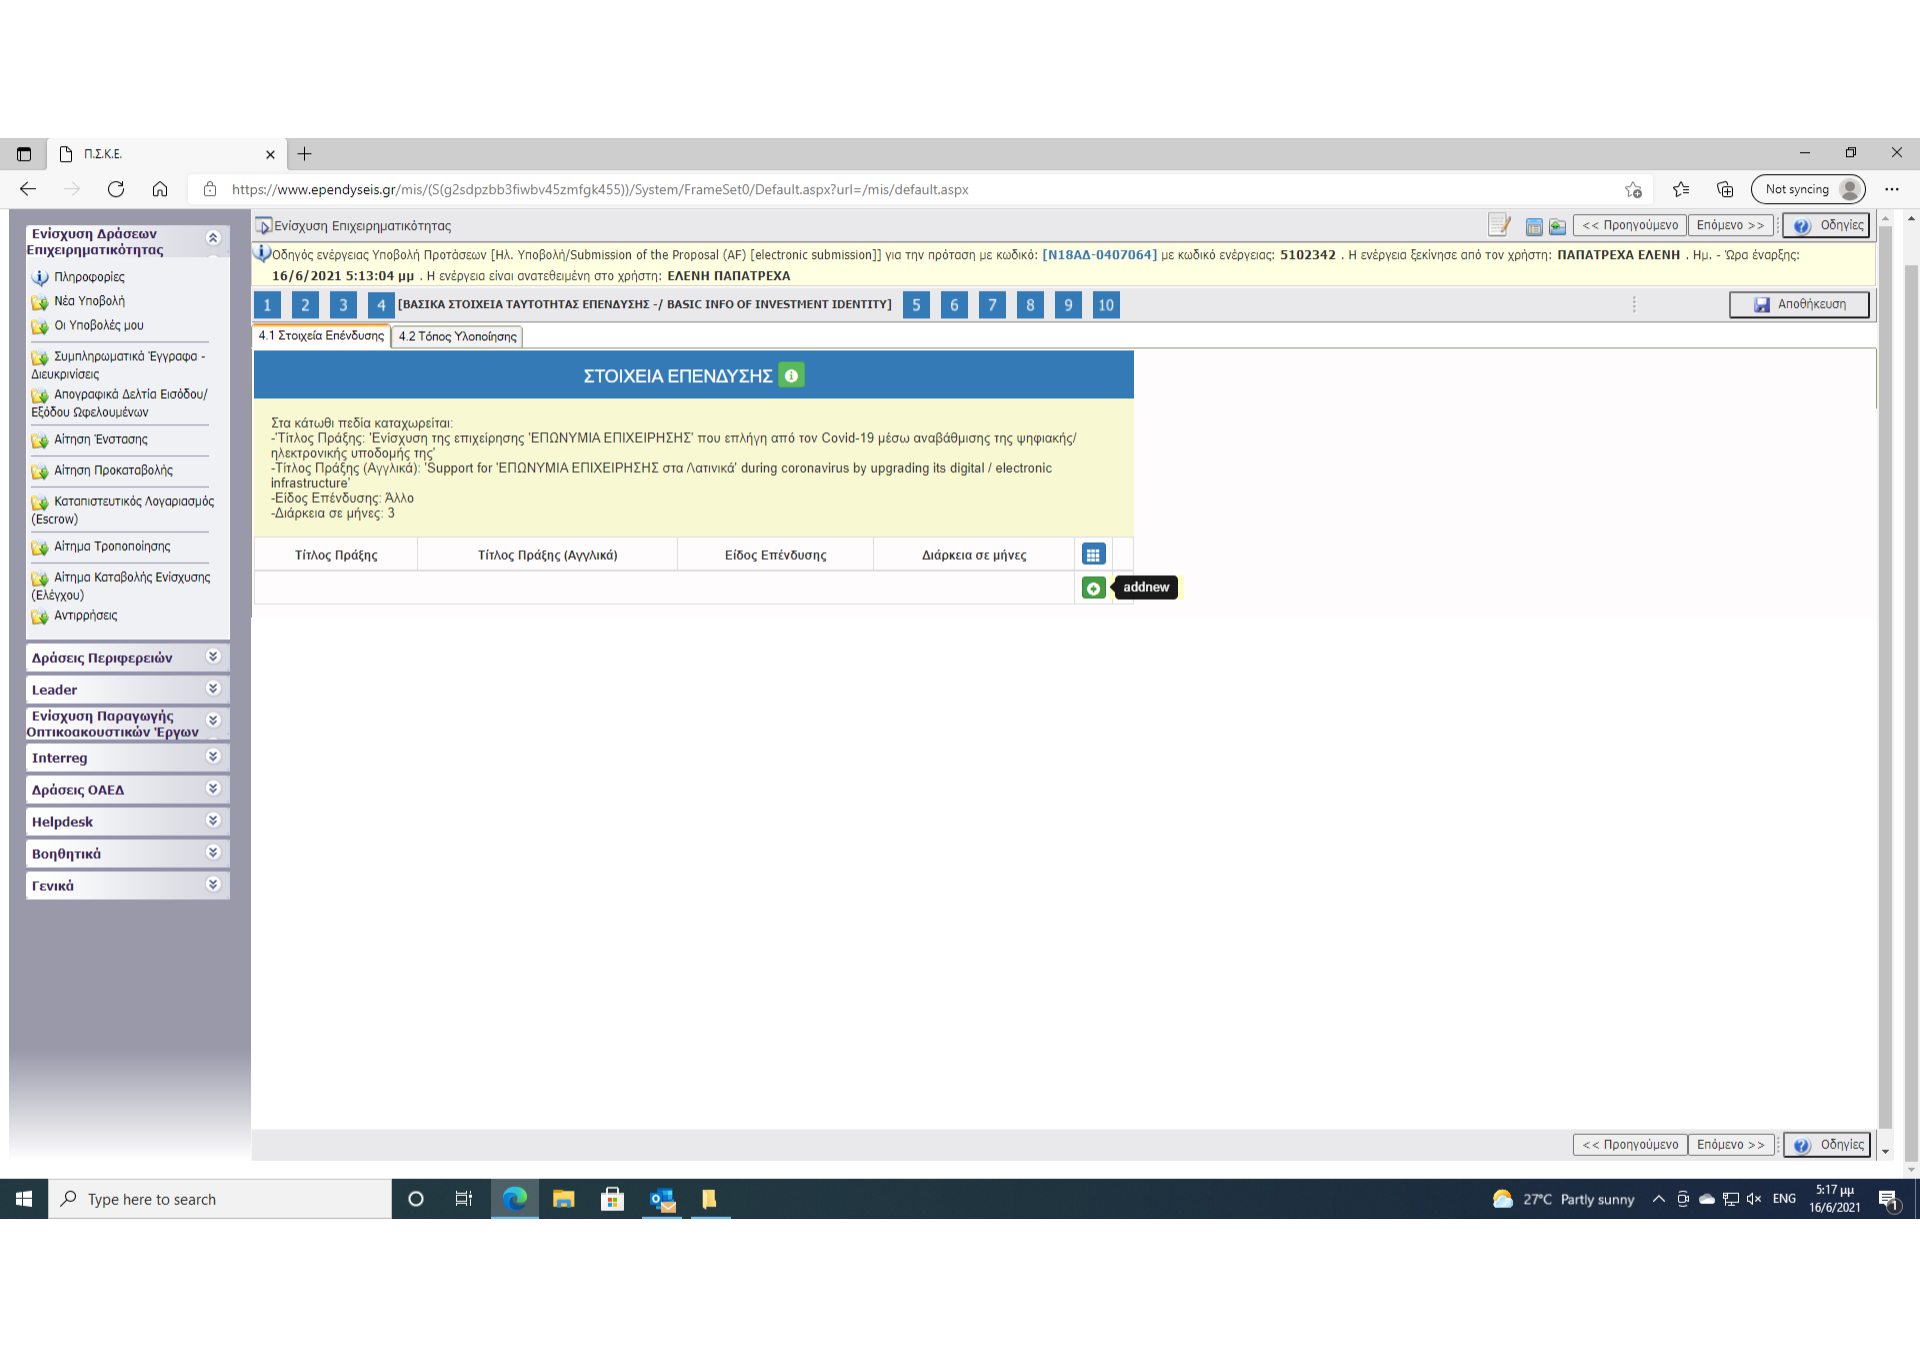 Π.Σ.Κ.Ε.
https://www.ependyseis.gr/mis/(S(g2sdpzbb3fiwbv45zmfgk455))/System/FrameSet0/Default.aspx?url=/mis/default.aspx
Not syncing
Ενίσχυση Δράσεων
Επιχειρηματικότητας
Πληροφορίες
Νέα Υποβολή
Οι Υποβολές μου
Συμπληρωματικά Έγγραφα -
Διευκρινίσεις
Απογραφικά Δελτία Εισόδου/
Εξόδου Ωφελουμένων
Αίτηση Ένστασης
Αίτηση Προκαταβολής
Καταπιστευτικός Λογαριασμός
(Escrow)
Αίτημα Τροποποίησης
Αίτημα Καταβολής Ενίσχυσης
(Ελέγχου)
Αντιρρήσεις
Δράσεις Περιφερειών
Leader
Ενίσχυση Παραγωγής
Οπτικοακουστικών Έργων
Interreg
Δράσεις ΟΑΕΔ
Helpdesk
Βοηθητικά
Γενικά
Ενίσχυση Επιχειρηματικότητας
<< Προηγούμενο Επόμενο >> Οδηγίες
Οδηγός ενέργειας Υποβολή Προτάσεων [Ηλ. Υποβολή/Submission of the Proposal (AF) [electronic submission]] για την πρόταση με κωδικό: [Ν18ΑΔ-0407064] με κωδικό ενέργειας: 5102342 . Η ενέργεια ξεκίνησε από τον χρήστη: ΠΑΠΑΤΡΕΧΑ ΕΛΕΝΗ . Ημ. - Ώρα έναρξης:
16/6/2021 5:13:04 μμ . Η ενέργεια είναι ανατεθειμένη στο χρήστη: ΕΛΕΝΗ ΠΑΠΑΤΡΕΧΑ
1 2 3 4 [ΒΑΣΙΚΑ ΣΤΟΙΧΕΙΑ ΤΑΥΤΟΤΗΤΑΣ ΕΠΕΝΔΥΣΗΣ -/ BASIC INFO OF INVESTMENT IDENTITY] 5 6 7 8 9 10
Αποθήκευση
4.1 Στοιχεία Επένδυσης 4.2 Τόπος Υλοποίησης
ΣΤΟΙΧΕΙΑ ΕΠΕΝΔΥΣΗΣ
Στα κάτωθι πεδία καταχωρείται:
-'Τίτλος Πράξης: 'Ενίσχυση της επιχείρησης 'ΕΠΩΝΥΜΙΑ ΕΠΙΧΕΙΡΗΣΗΣ' που επλήγη από τον Covid-19 μέσω αναβάθμισης της ψηφιακής/
ηλεκτρονικής υποδομής της'
-Τίτλος Πράξης (Αγγλικά): 'Support for 'ΕΠΩΝΥΜΙΑ ΕΠΙΧΕΙΡΗΣΗΣ στα Λατινικά' during coronavirus by upgrading its digital / electronic
infrastructure'
-Είδος Επένδυσης: Άλλο
-Διάρκεια σε μήνες: 3
Τίτλος Πράξης Τίτλος Πράξης (Αγγλικά) Είδος Επένδυσης Διάρκεια σε μήνες
addnew
<< Προηγούμενο Επόμενο >> Οδηγίες
Type here to search
27°C Partly sunny
ENG
5:17 μμ
16/6/2021
1